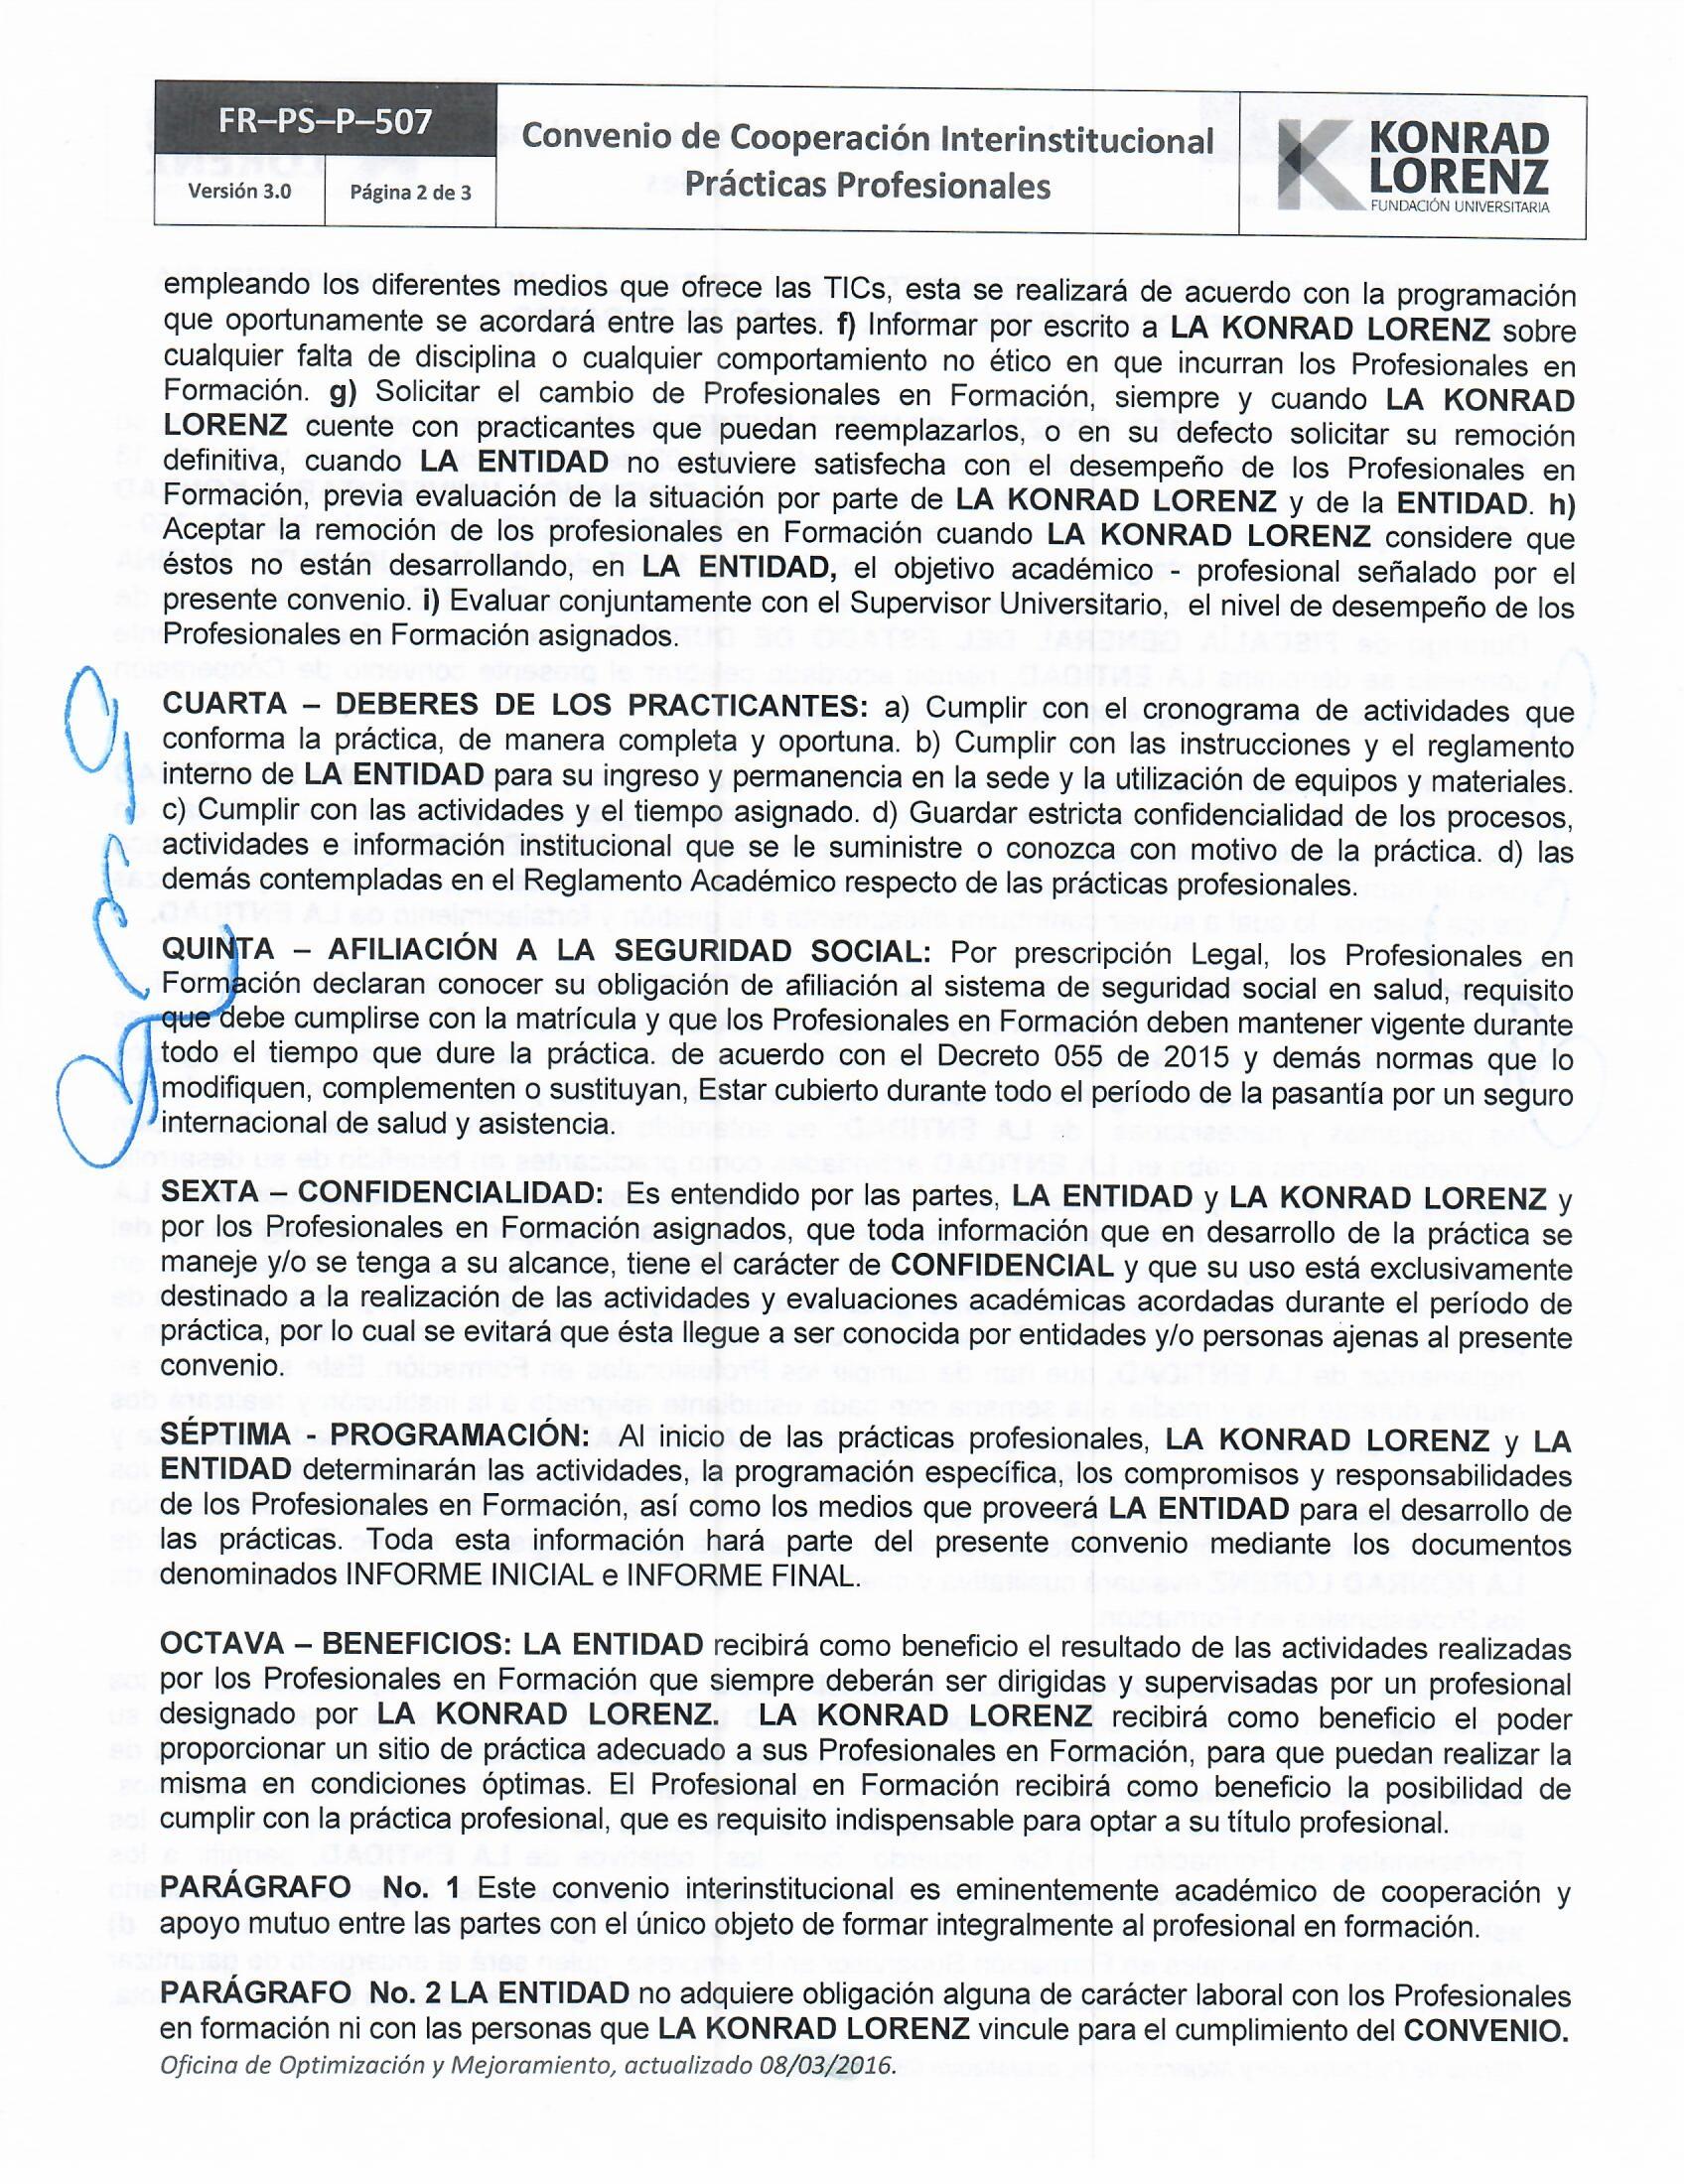 FR–PS–P–507
Versión 3.0
Página 2 de 3
Convenio de Cooperación Interinstitucional
Prácticas Profesionales
KONRAD
LORENZ
FUNDACIÓN UNIVERSITARIA
empleando los diferentes medios que ofrece las TICs, esta se realizará de acuerdo con la programación
que oportunamente se acordará entre las partes. f) Informar por escrito a LA KONRAD LORENZ sobre
cualquier falta de disciplina o cualquier comportamiento no ético en que incurran los Profesionales en
Formación. g) Solicitar el cambio de Profesionales en Formación, siempre y cuando LA KONRAD
LORENZ cuente con practicantes que puedan reemplazarlos, o en su defecto solicitar su remoción
definitiva, cuando LA ENTIDAD no estuviere satisfecha con el desempeño de los Profesionales en
Formación, previa evaluación de la situación por parte de LA KONRAD LORENZ y de la ENTIDAD. h)
Aceptar la remoción de los profesionales en Formación cuando LA KONRAD LORENZ considere que
éstos no están desarrollando, en LA ENTIDAD, el objetivo académico - profesional señalado por el
presente convenio. i) Evaluar conjuntamente con el Supervisor Universitario, el nivel de desempeño de los
Profesionales en Formación asignados.
CUARTA – DEBERES DE LOS PRACTICANTES: a) Cumplir con el cronograma de actividades que
conforma la práctica, de manera completa y oportuna. b) Cumplir con las instrucciones y el reglamento
interno de LA ENTIDAD para su ingreso y permanencia en la sede y la utilización de equipos y materiales.
c) Cumplir con las actividades y el tiempo asignado. d) Guardar estricta confidencialidad de los procesos,
actividades e información institucional que se le suministre o conozca con motivo de la práctica. d) las
demás contempladas en el Reglamento Académico respecto de las prácticas profesionales.
QUINTA – AFILIACIÓN A LA SEGURIDAD SOCIAL: Por prescripción Legal, los Profesionales en
Formación declaran conocer su obligación de afiliación al sistema de seguridad social en salud, requisito
que debe cumplirse con la matrícula y que los Profesionales en Formación deben mantener vigente durante
todo el tiempo que dure la práctica. de acuerdo con el Decreto 055 de 2015 y demás normas que lo
modifiquen, complementen o sustituyan, Estar cubierto durante todo el período de la pasantía por un seguro
internacional de salud y asistencia.
SEXTA – CONFIDENCIALIDAD: Es entendido por las partes, LA ENTIDAD y LA KONRAD LORENZ y
por los Profesionales en Formación asignados, que toda información que en desarrollo de la práctica se
maneje y/o se tenga a su alcance, tiene el carácter de CONFIDENCIAL y que su uso está exclusivamente
destinado a la realización de las actividades y evaluaciones académicas acordadas durante el período de
práctica, por lo cual se evitará que ésta llegue a ser conocida por entidades y/o personas ajenas al presente
convenio.
SÉPTIMA - PROGRAMACIÓN: Al inicio de las prácticas profesionales, LA KONRAD LORENZ y LA
ENTIDAD determinarán las actividades, la programación específica, los compromisos y responsabilidades
de los Profesionales en Formación, así como los medios que proveerá LA ENTIDAD para el desarrollo de
las prácticas. Toda esta información hará parte del presente convenio mediante los documentos
denominados INFORME INICIAL e INFORME FINAL.
OCTAVA – BENEFICIOS: LA ENTIDAD recibirá como beneficio el resultado de las actividades realizadas
por los Profesionales en Formación que siempre deberán ser dirigidas y supervisadas por un profesional
designado por LA KONRAD LORENZ. LA KONRAD LORENZ recibirá como beneficio el poder
proporcionar un sitio de práctica adecuado a sus Profesionales en Formación, para que puedan realizar la
misma en condiciones óptimas. El Profesional en Formación recibirá como beneficio la posibilidad de
cumplir con la práctica profesional, que es requisito indispensable para optar a su título profesional.
PARÁGRAFO No. 1 Este convenio interinstitucional es eminentemente académico de cooperación y
apoyo mutuo entre las partes con el único objeto de formar integralmente al profesional en formación.
PARÁGRAFO No. 2 LA ENTIDAD no adquiere obligación alguna de carácter laboral con los Profesionales
en formación ni con las personas que LA KONRAD LORENZ vincule para el cumplimiento del CONVENIO.
Oficina de Optimización y Mejoramiento, actualizado 08/03/2016.